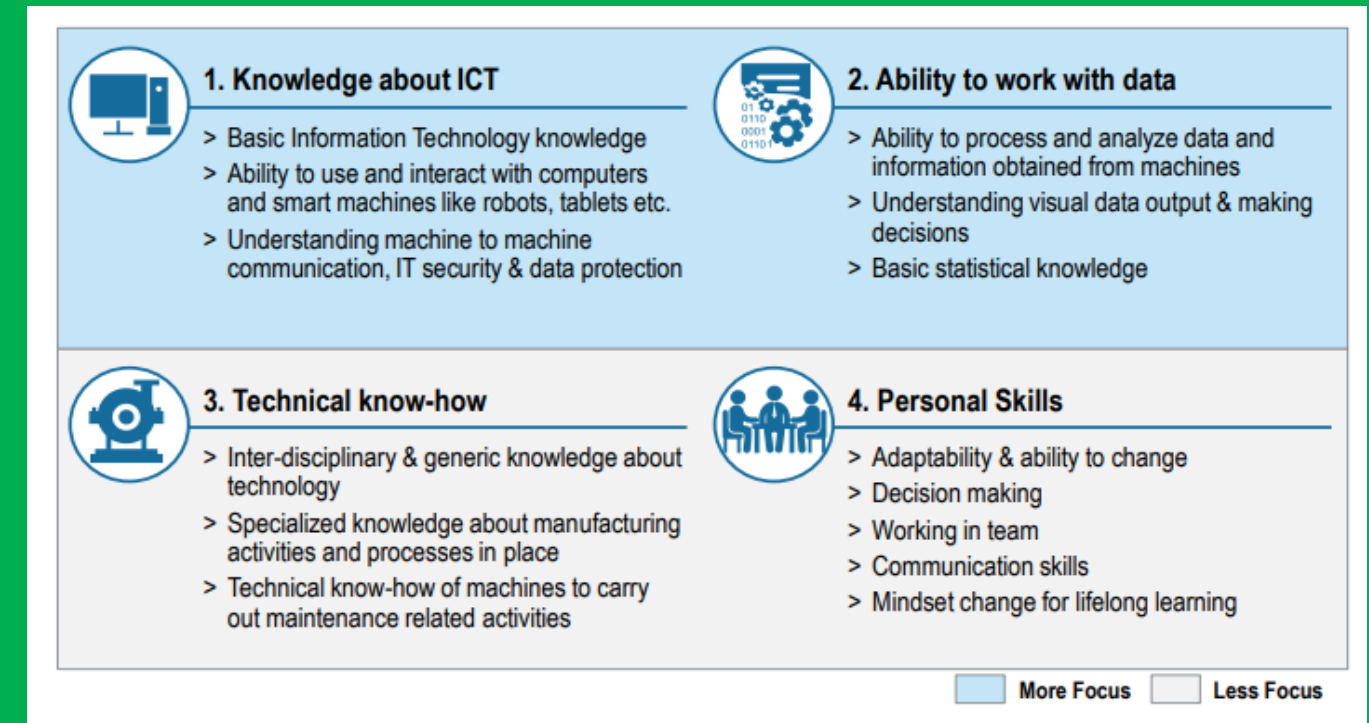 1. Knowledge about ICT
> Basic Information Technology knowledge
> Ability to use and interact with computers
and smart machines like robots, tablets etc.
> Understanding machine to machine
communication, IT security & data protection
2. Ability to work with data
01
0110
0001
01101
> Ability to process and analyze data and
information obtained from machines
> Understanding visual data output & making
decisions
> Basic statistical knowledge
3. Technical know-how
> Inter-disciplinary & generic knowledge about
technology
> Specialized knowledge about manufacturing
activities and processes in place
> Technical know-how of machines to carry
out maintenance related activities
4. Personal Skills
> Adaptability & ability to change
> Decision making
> Working in team
> Communication skills
> Mindset change for lifelong learning
More Focus Less Focus